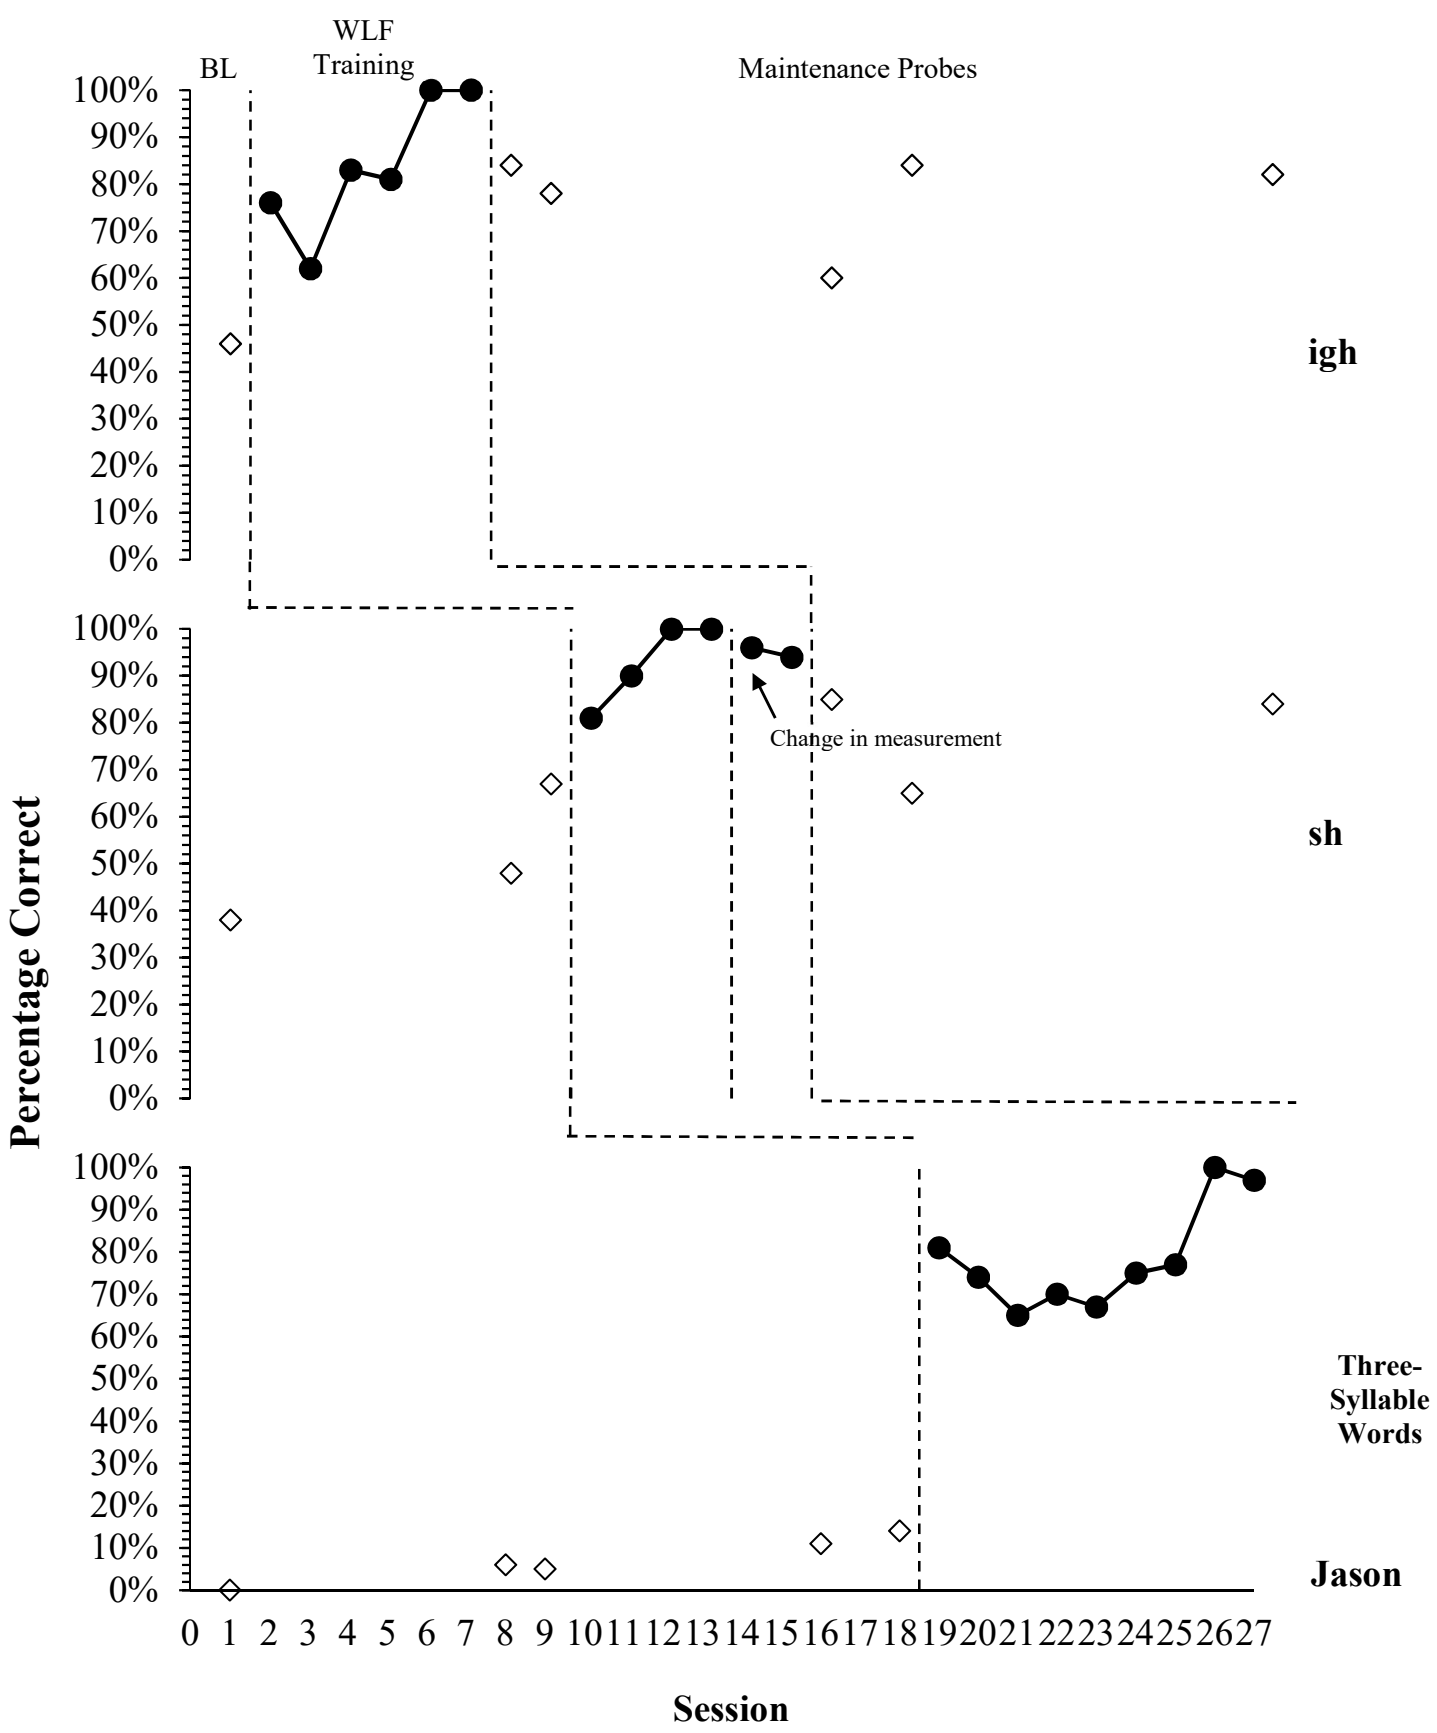 WLF
Training
BL
Maintenance Probes
100%
90%
80%
70%
60%
50%
40%
30%
20%
10%
0%
igh
100%
90%
80%
70%
60%
50%
40%
30%
20%
10%
0%
Change in measurement
sh
Percentage Correct
100%
90%
80%
70%
60%
50%
40%
30%
20%
10%
0%
Three-
Syllable
Words
Jason
0 1 2 3 4 5 6 7 8 9 10 11 12 13 14 15 16 17 18 19 20 21 22 23 24 25 26 27
Session